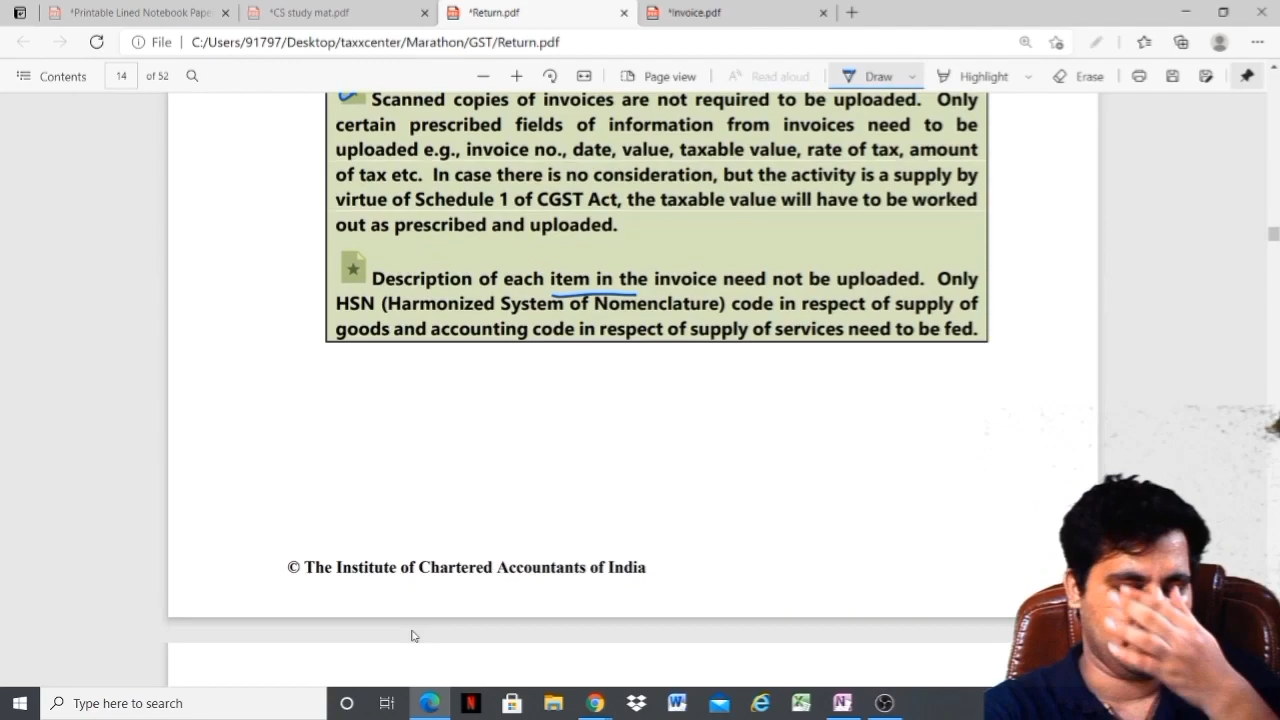 *Printable Lined Notebook Pape
*CS study mat.pdf
*Return.pdf
*Invoice.pdf
File
C:/Users/91797/Desktop/taxxcenter/Marathon/GST/Return.pdf
Contents
14
of 52
Page view
Read aloud
Draw
Highlight
Erase
Scanned copies of invoices are not required to be uploaded. Only
certain prescribed fields of information from invoices need to be
uploaded e.g., invoice no., date, value, taxable value, rate of tax, amount
of tax etc. In case there is no consideration, but the activity is a supply by
virtue of Schedule 1 of CGST Act, the taxable value will have to be worked
out as prescribed and uploaded.
Description of each item in the invoice need not be uploaded. Only
HSN (Harmonized System of Nomenclature) code in respect of supply of
goods and accounting code in respect of supply of services need to be fed.
© The Institute of Chartered Accountants of India
Type here to search